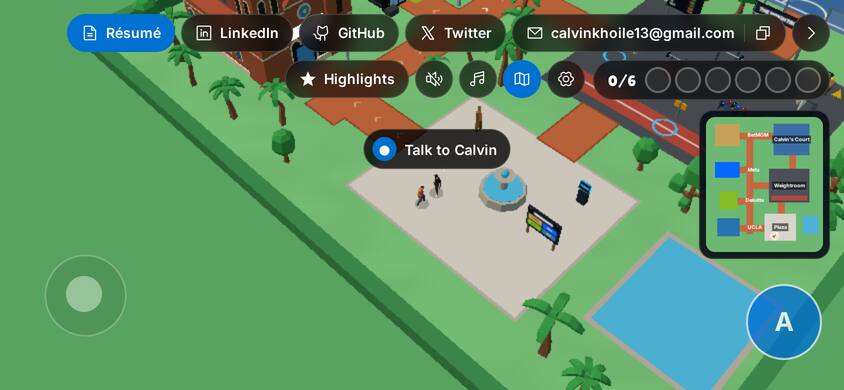 Résumé LinkedIn GitHub Twitter calvinkhoile13@gmail.com
Highlights 0/6
Talk to Calvin
BetMGM Calvin's Court
Meta
Weightroom
Deloitte
UCLA Plaza
A